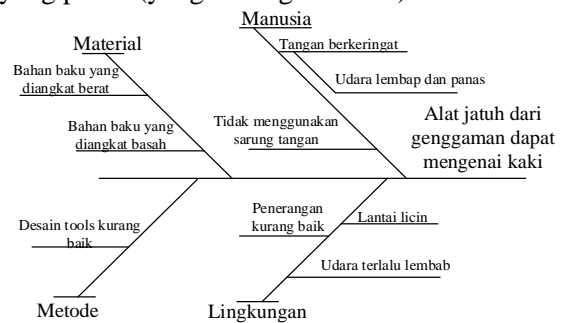 Manusia
Material
Tangan berkeringat
Bahan baku yang
diangkat berat
Udara lembap dan panas
Alat jatuh dari
genggaman dapat
mengenai kaki
Tidak menggunakan
sarung tangan
Bahan baku yang
diangkat basah
Penerangan
kurang baik
Lantai licin
Desain tools kurang
baik
Udara terlalu lembab
Metode
Lingkungan